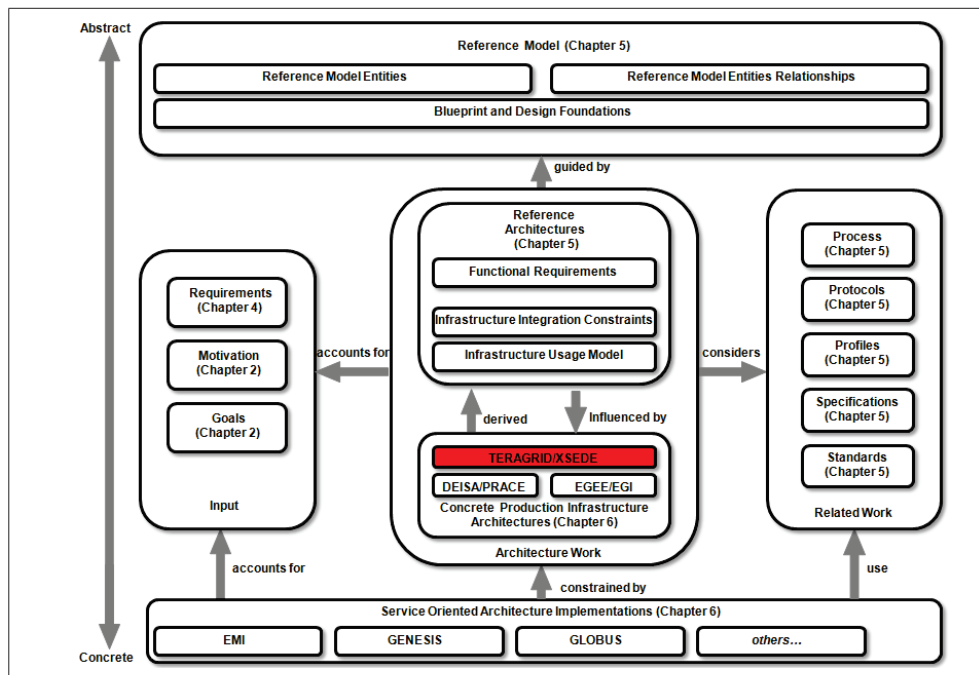 Abstract
Reference Model (Chapter 5)
Reference Model Entities
Reference Model Entities Relationships
Blueprint and Design Foundations
guided by
Reference
Architectures
(Chapter 5)
Functional Requirements
Infrastructure Integration Constraints
Infrastructure Usage Model
Requirements
(Chapter 4)
Motivation
(Chapter 2)
Goals
(Chapter 2)
Input
accounts for
considers
Process
(Chapter 5)
Protocols
(Chapter 5)
Profiles
(Chapter 5)
Specifications
(Chapter 5)
Standards
(Chapter 5)
Related Work
derived
Influenced by
TERAGRID/XSEDE
DEISA/PRACE
EGEE/EGI
Concrete Production Infrastructure
Architectures (Chapter 6)
Architecture Work
accounts for
constrained by
use
Service Oriented Architecture Implementations (Chapter 6)
EMI
GENESIS
GLOBUS
others...
Concrete